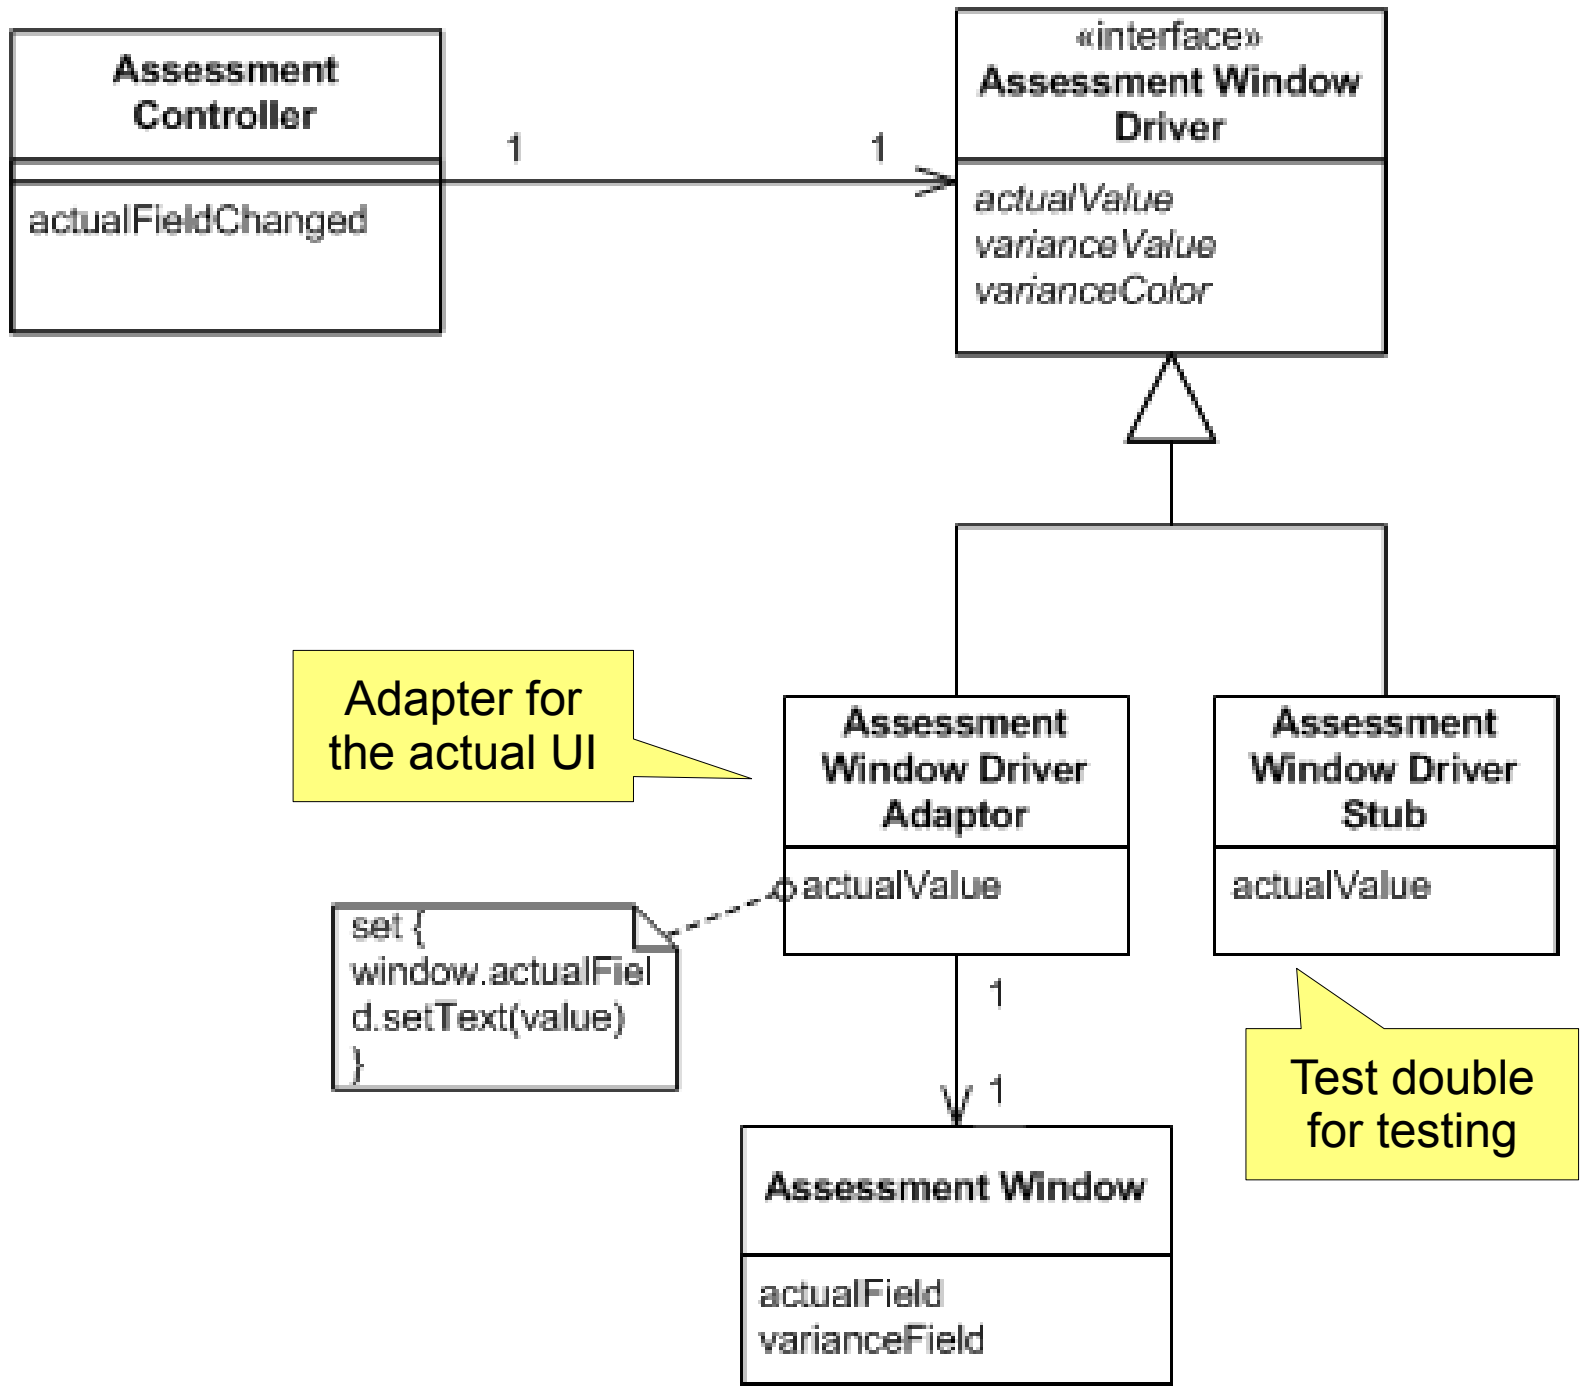 Assessment
Controller
actualFieldChanged
1
1
«interface»
Assessment Window
Driver
actualValue
varianceValue
varianceColor
Adapter for
the actual UI
Assessment
Window Driver
Adaptor
actualValue
Assessment
Window Driver
Stub
actualValue
set {
window.actualFiel
d.setText(value)
}
1
1
Test double
for testing
Assessment Window
actualField
varianceField